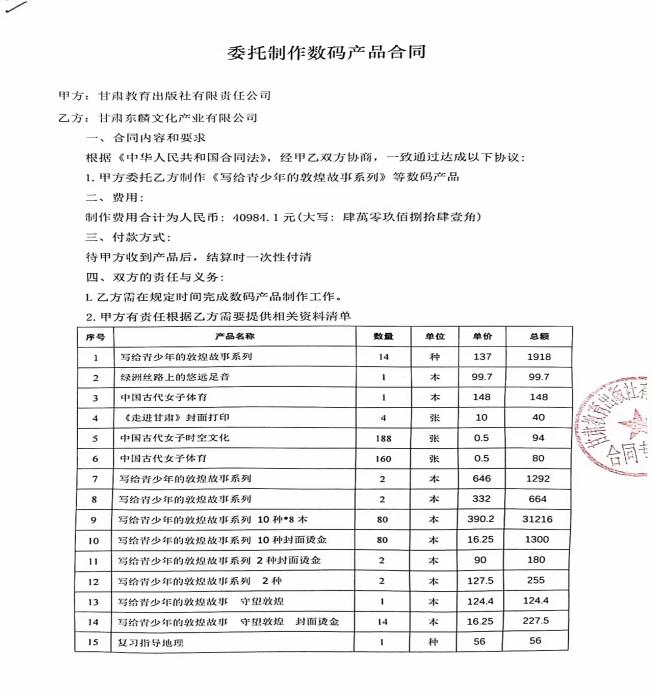 委托制作数码产品合同
甲方：甘肃教育出版社有限责任公司
乙方：甘肃东麟文化产业有限公司
一、合同内容和要求
根据《中华人民共和国合同法》，经甲乙双方协商，一致通过达成以下协议：
1.甲方委托乙方制作《写给青少年的敦煌故事系列》等数码产品
二、费用：
制作费用合计为人民币：40984.1元(大写：肆萬零玖佰捌拾肆壹角)
三、付款方式：
待甲方收到产品后，结算时一次性付清
四、双方的责任与义务：
1.乙方需在规定时间完成数码产品制作工作。
2.甲方有责任根据乙方需要提供相关资料清单
序号 产品名称 数量 单位 单价 总额
1 写给青少年的敦煌故事系列 14 种 137 1918
2 绿洲丝路上的悠远足音 1 本 99.7 99.7
3 中国古代女子体育 1 本 148 148
4 《走进甘肃》封面打印 4 张 10 40
5 中国古代女子时空文化 188 张 0.5 94
6 中国古代女子体育 160 张 0.5 80
7 写给青少年的敦煌故事系列 2 本 646 1292
8 写给青少年的敦煌故事系列 2 本 332 664
9 写给青少年的敦煌故事系列 10种*8本 80 本 390.2 31216
10 写给青少年的敦煌故事系列 10种封面烫金 80 本 16.25 1300
11 写给青少年的敦煌故事系列 2种封面烫金 2 本 90 180
12 写给青少年的敦煌故事系列 2种 2 本 127.5 255
13 写给青少年的敦煌故事 守望敦煌 1 本 124.4 124.4
14 写给青少年的敦煌故事 守望敦煌 封面烫金 14 本 16.25 227.5
15 复习指导地理 1 种 56 56
甘肃教育出版社有
合同专